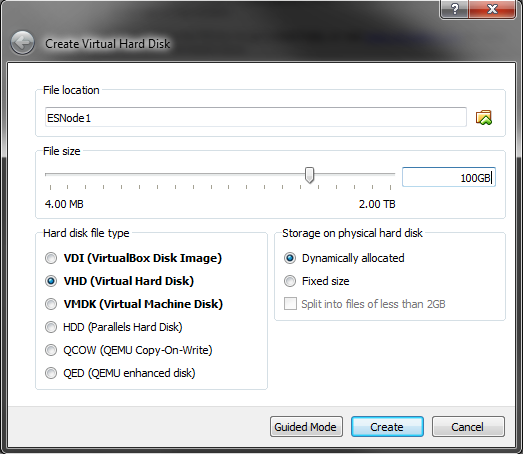 Create Virtual Hard Disk
File location
ESNode1
File size
100GB
4.00 MB
2.00 TB
Hard disk file type
VDI (VirtualBox Disk Image)
VHD (Virtual Hard Disk)
VMDK (Virtual Machine Disk)
HDD (Parallels Hard Disk)
QCOW (QEMU Copy-On-Write)
QED (QEMU enhanced disk)
Storage on physical hard disk
Dynamically allocated
Fixed size
Split into files of less than 2GB
Guided Mode
Create
Cancel